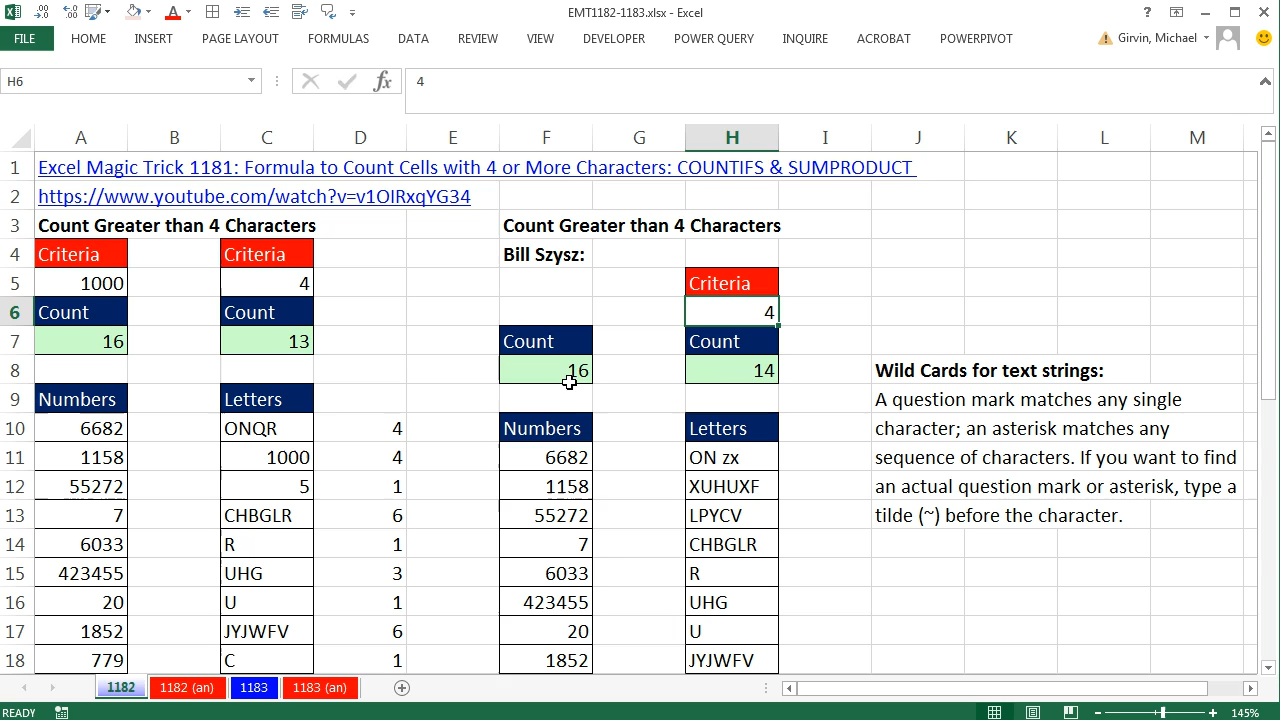 EMT1182-1183.xlsx - Excel
FILE HOME INSERT PAGE LAYOUT FORMULAS DATA REVIEW VIEW DEVELOPER POWER QUERY INQUIRE ACROBAT POWERPIVOT Girvin, Michael
H6 fx 4
A B C D E F G H I J K L M
1 Excel Magic Trick 1181: Formula to Count Cells with 4 or More Characters: COUNTIFS & SUMPRODUCT
2 https://www.youtube.com/watch?v=v1OIRxqYG34
3 Count Greater than 4 Characters Count Greater than 4 Characters
4 Criteria Criteria Bill Szysz:
5 1000 4 Criteria
6 Count Count 4
7 16 13 Count Count
8 16 14 Wild Cards for text strings:
9 Numbers Letters A question mark matches any single
10 6682 ONQR 4 Numbers Letters character; an asterisk matches any
11 1158 1000 4 6682 ON zx sequence of characters. If you want to find
12 55272 5 1 1158 XUHUXF an actual question mark or asterisk, type a
13 7 CHBGLR 6 55272 LPYCV tilde (~) before the character.
14 6033 R 1 7 CHBGLR
15 423455 UHG 3 6033 R
16 20 U 1 423455 UHG
17 1852 JYJWFV 6 20 U
18 779 C 1 1852 JYJWFV
1182 1182 (an) 1183 1183 (an)
READY 145%